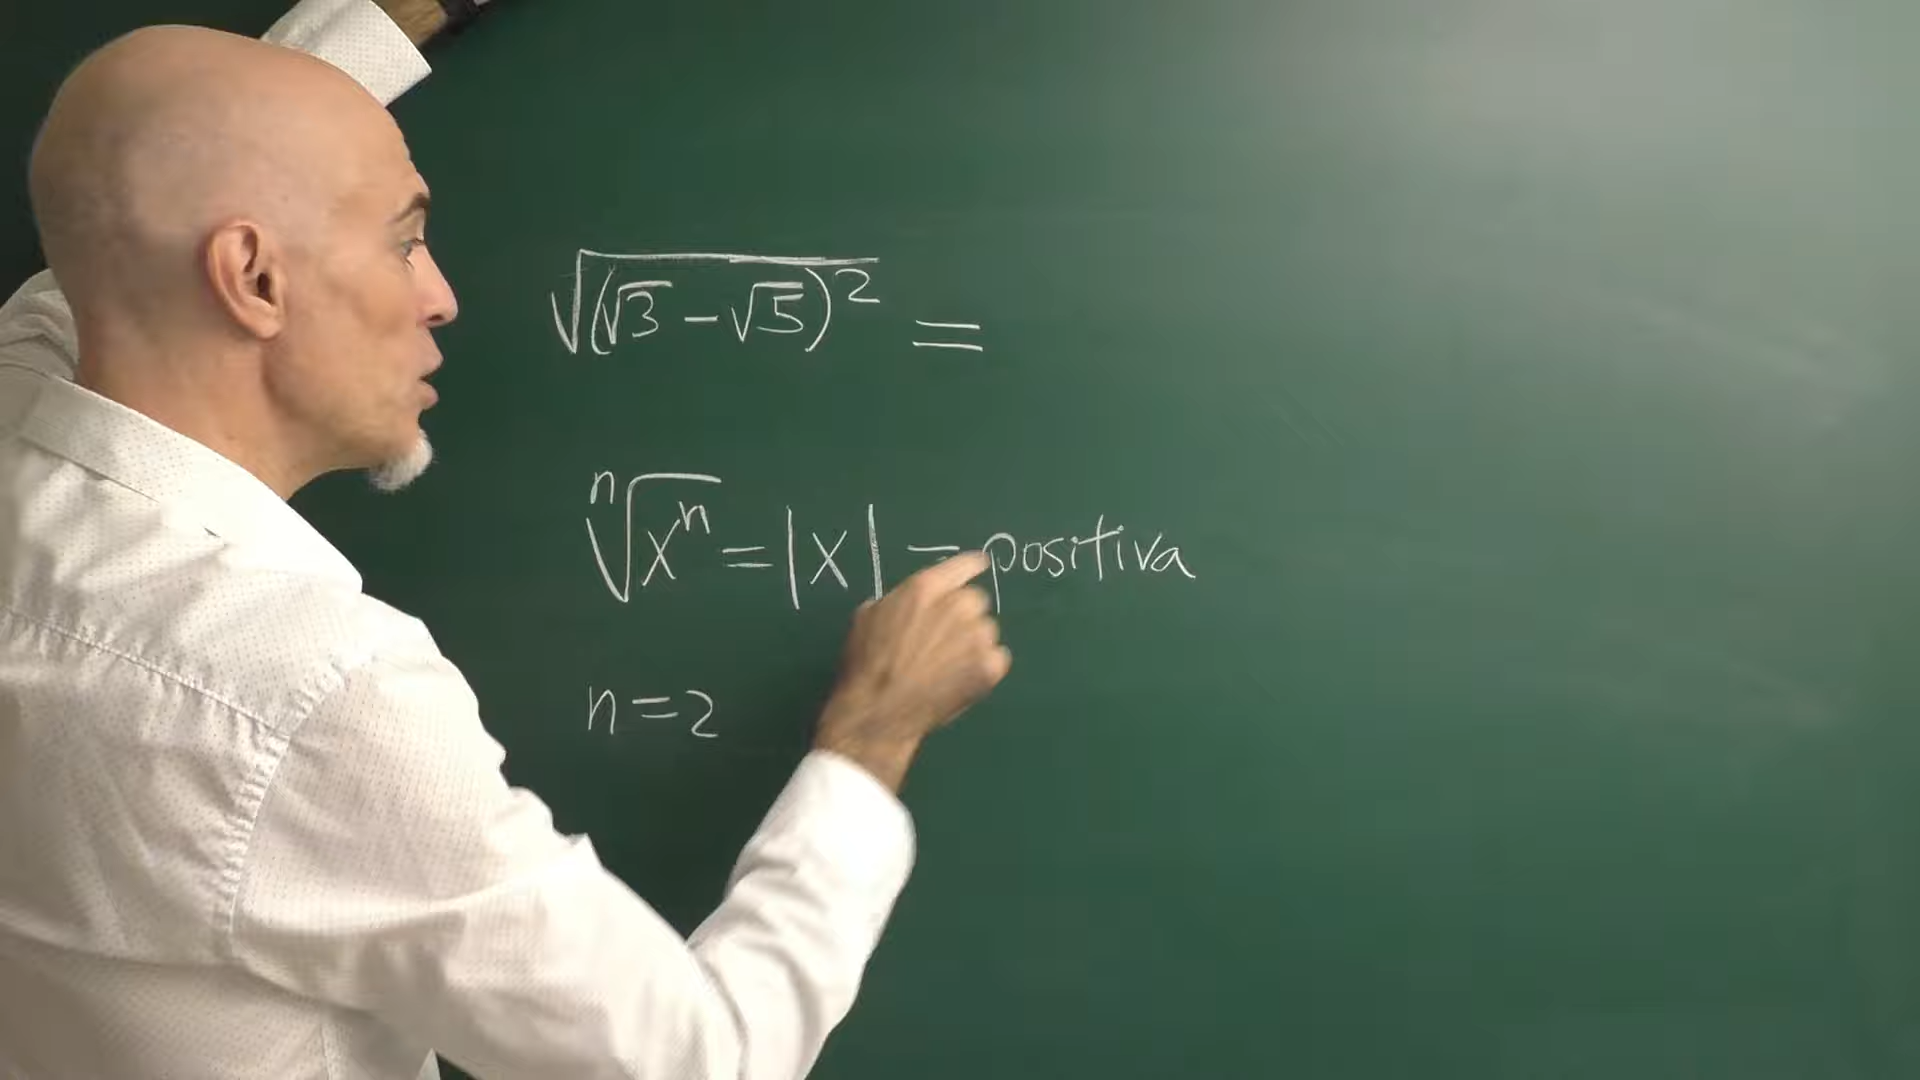 √(√3 - √5)² =
ⁿ√xⁿ = |x| = positiva
n = 2